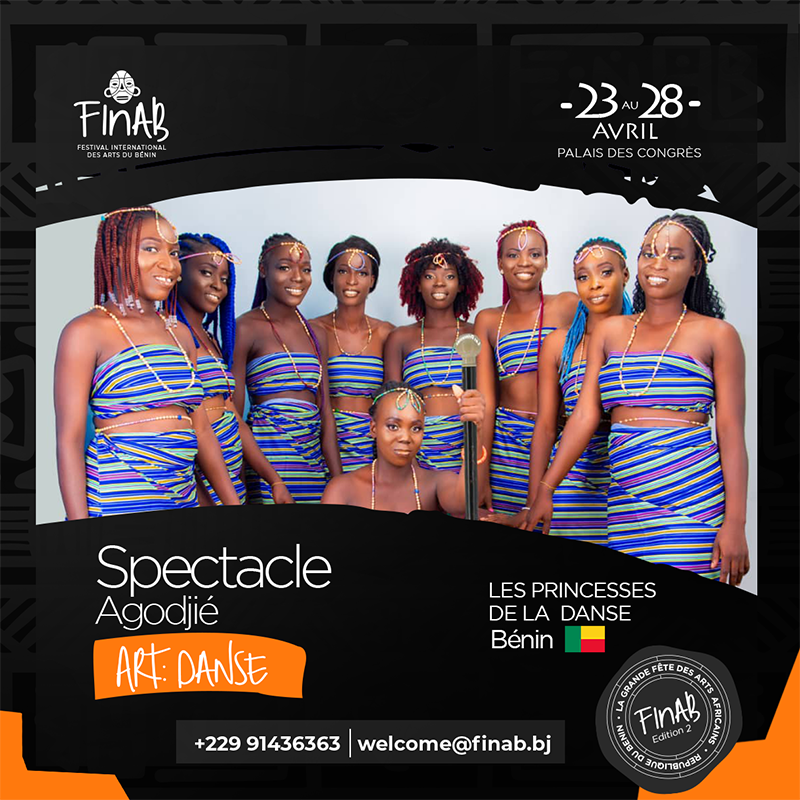 FInAB
FESTIVAL INTERNATIONAL
DES ARTS DU BÉNIN
-23 AU 28-
AVRIL
PALAIS DES CONGRÈS
Spectacle
Agodjié
ART: DANSE
LES PRINCESSES
DE LA DANSE
Bénin
LA GRANDE FÊTE DES ARTS AFRICAINS
FInAB
Edition 2
REPUBLIQUE DU BENIN
+229 91436363 | welcome@finab.bj